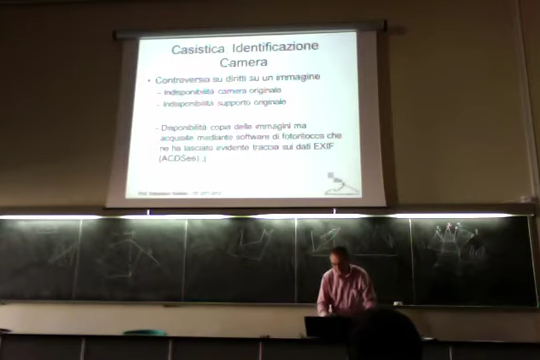 Casistica Identificazione
Camera
• Controversia su diritti su un immagine
– Indisponibilità camera originale
– Indisponibilità supporto originale
– Disponibilità copia delle immagini ma
acquisite mediante software di fotoritocco che
ne ha lasciato evidente traccia sui dati EXIF
(ACDSee)